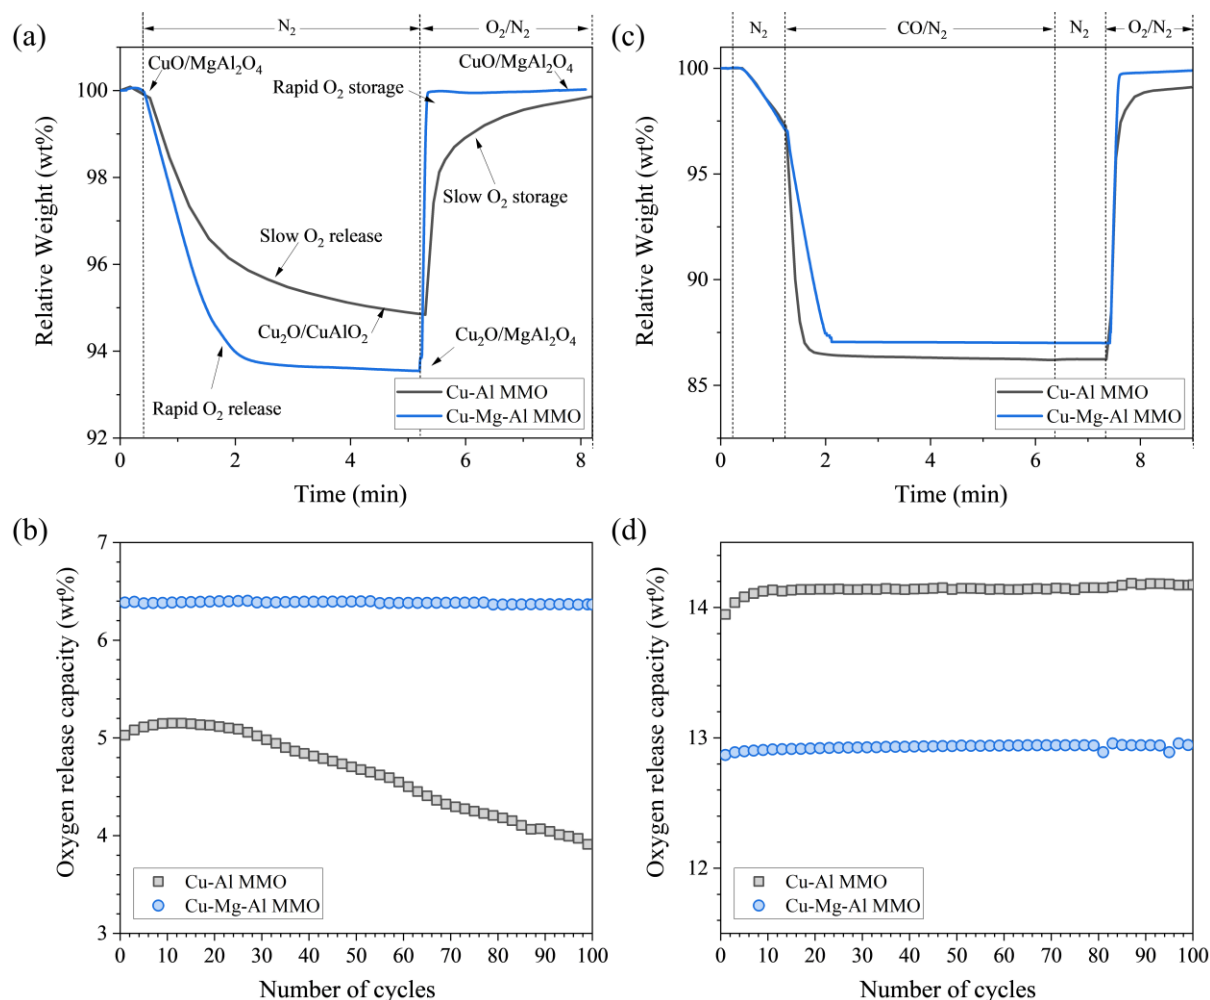 (a)
N₂
O₂/N₂
CuO/MgAl₂O₄
CuO/MgAl₂O₄
Rapid O₂ storage
Slow O₂ storage
Slow O₂ release
Cu₂O/CuAlO₂
Cu₂O/MgAl₂O₄
Rapid O₂ release
Cu-Al MMO
Cu-Mg-Al MMO
100
98
96
94
92
Relative Weight (wt%)
0 2 4 6 8
Time (min)
(c)
N₂
CO/N₂
N₂
O₂/N₂
100
95
90
85
Relative Weight (wt%)
Cu-Al MMO
Cu-Mg-Al MMO
0 2 4 6 8
Time (min)
(b)
7
6
5
4
3
Oxygen release capacity (wt%)
Cu-Al MMO
Cu-Mg-Al MMO
0 10 20 30 40 50 60 70 80 90 100
Number of cycles
(d)
14
13
12
Oxygen release capacity (wt%)
Cu-Al MMO
Cu-Mg-Al MMO
0 10 20 30 40 50 60 70 80 90 100
Number of cycles